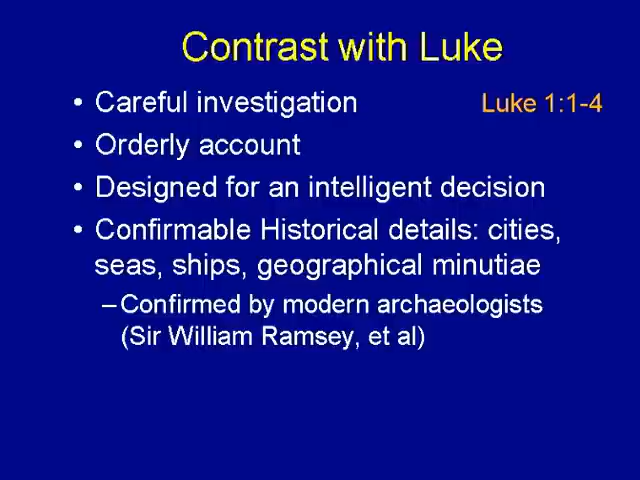 Contrast with Luke
• Careful investigation Luke 1:1-4
• Orderly account
• Designed for an intelligent decision
• Confirmable Historical details: cities,
seas, ships, geographical minutiae
– Confirmed by modern archaeologists
(Sir William Ramsey, et al)